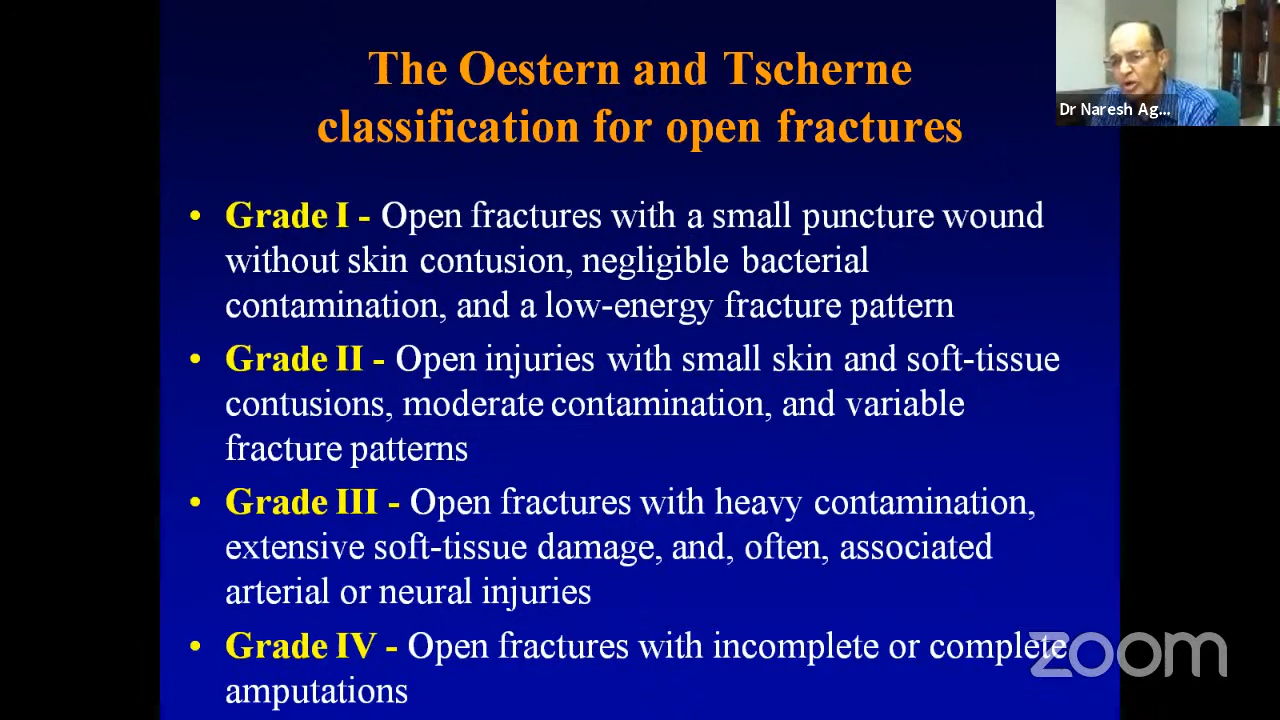 The Oestern and Tscherne
classification for open fractures
Dr Naresh Ag...
• Grade I - Open fractures with a small puncture wound
without skin contusion, negligible bacterial
contamination, and a low-energy fracture pattern
• Grade II - Open injuries with small skin and soft-tissue
contusions, moderate contamination, and variable
fracture patterns
• Grade III - Open fractures with heavy contamination,
extensive soft-tissue damage, and, often, associated
arterial or neural injuries
• Grade IV - Open fractures with incomplete or complete
amputations
zoom